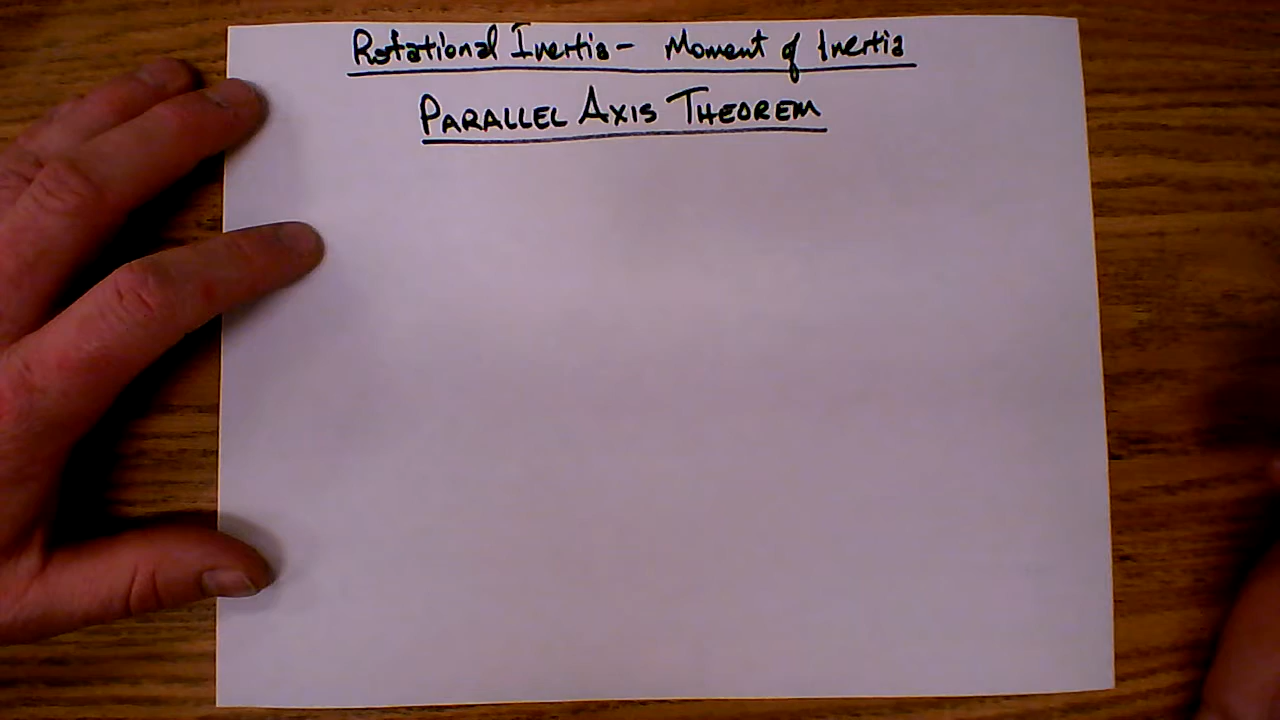 Rotational Inertia - Moment of Inertia
PARALLEL AXIS THEOREM